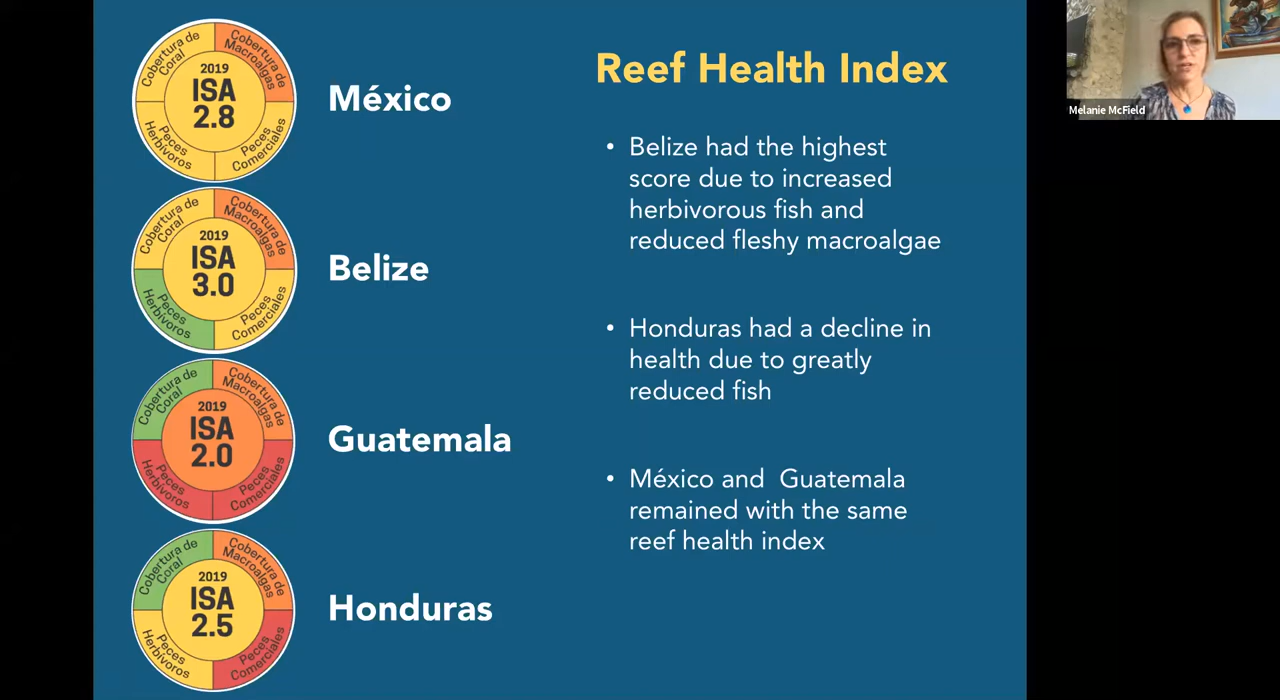 Cobertura de
Coral
Cobertura de
Macroalgas
2019
ISA
2.8
Peces
Herbívoros
Peces
Comerciales
México
Cobertura de
Coral
Cobertura de
Macroalgas
2019
ISA
3.0
Peces
Herbívoros
Peces
Comerciales
Belize
Cobertura de
Coral
Cobertura de
Macroalgas
2019
ISA
2.0
Peces
Herbívoros
Peces
Comerciales
Guatemala
Cobertura de
Coral
Cobertura de
Macroalgas
2019
ISA
2.5
Peces
Herbívoros
Peces
Comerciales
Honduras
Reef Health Index
• Belize had the highest
score due to increased
herbivorous fish and
reduced fleshy macroalgae
• Honduras had a decline in
health due to greatly
reduced fish
• México and Guatemala
remained with the same
reef health index
Melanie McField